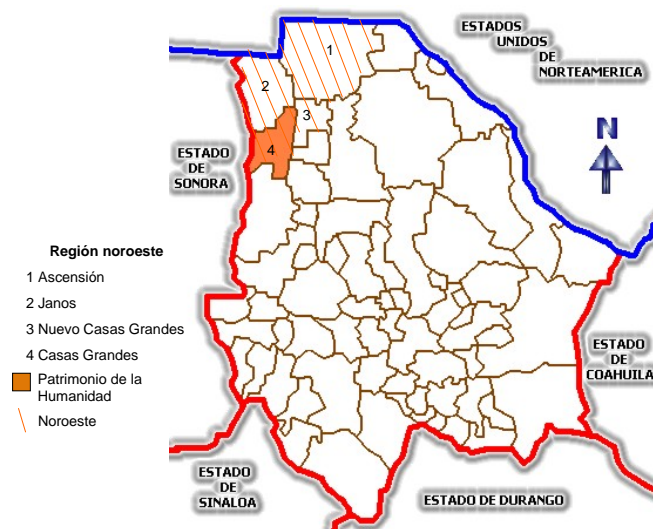 ESTADOS
UNIDOS
DE
NORTEAMERICA
1
2
3
4
N
ESTADO
DE
SONORA
Región noroeste
1 Ascensión
2 Janos
3 Nuevo Casas Grandes
4 Casas Grandes
Patrimonio de la
Humanidad
Noroeste
ESTADO
DE
COAHUILA
ESTADO
DE
SINALOA
ESTADO DE DURANGO